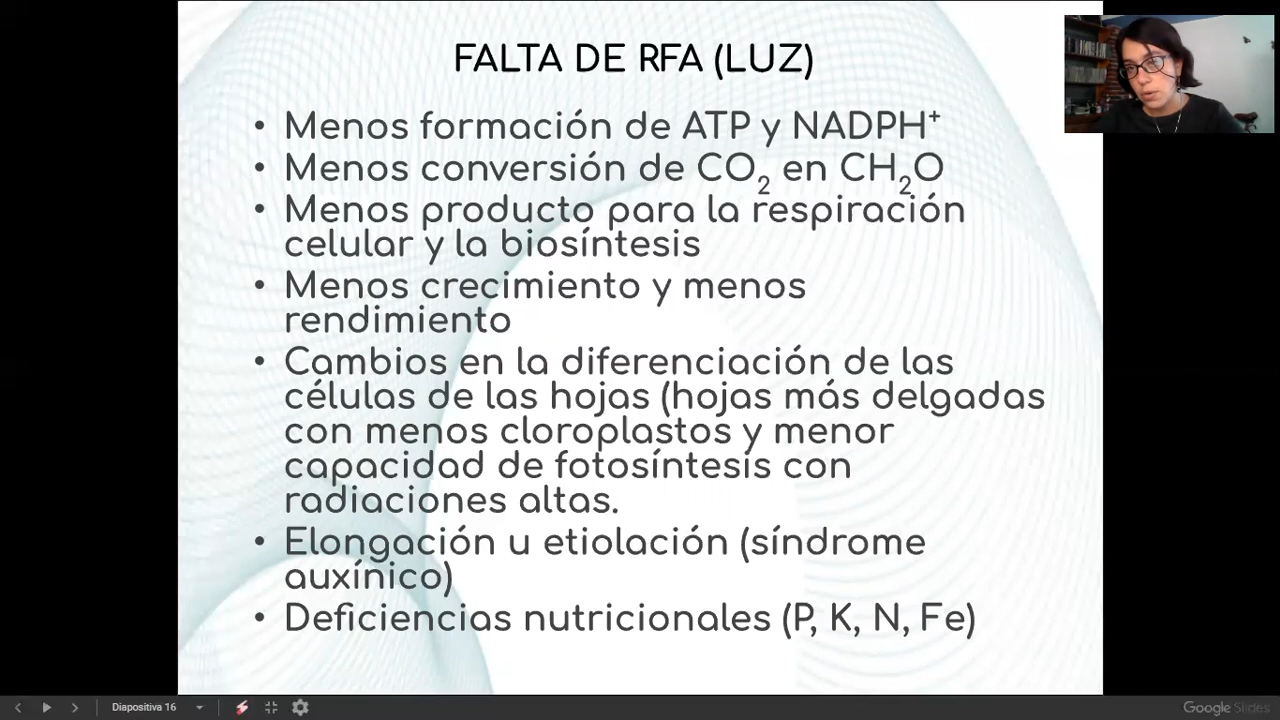 FALTA DE RFA (LUZ)
• Menos formación de ATP y NADPH⁺
• Menos conversión de CO₂ en CH₂O
• Menos producto para la respiración
celular y la biosíntesis
• Menos crecimiento y menos
rendimiento
• Cambios en la diferenciación de las
células de las hojas (hojas más delgadas
con menos cloroplastos y menor
capacidad de fotosíntesis con
radiaciones altas.
• Elongación u etiolación (síndrome
auxínico)
• Deficiencias nutricionales (P, K, N, Fe)
Diapositiva 16
Google Slides